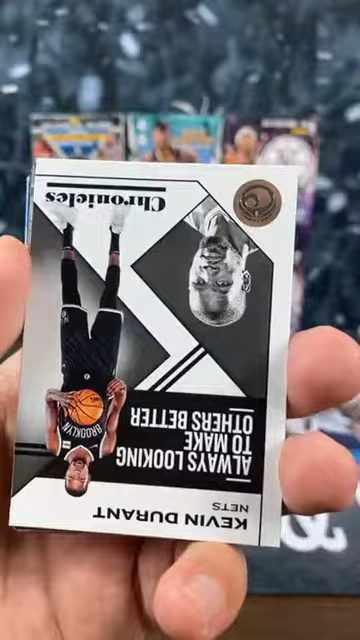 KEVIN DURANT
NETS
ALWAYS LOOKING
TO MAKE
OTHERS BETTER
BROOKLYN
Chronicles